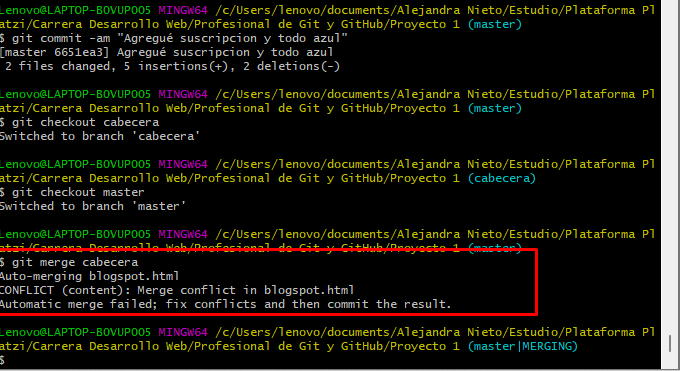 Lenovo@LAPTOP-BOVUPOO5 MINGW64 /c/Users/lenovo/documents/Alejandra Nieto/Estudio/Plataforma Pl
atzi/Carrera Desarrollo Web/Profesional de Git y GitHub/Proyecto 1 (master)
$ git commit -am "Agregué suscripcion y todo azul"
[master 6651ea3] Agregué suscripcion y todo azul
2 files changed, 5 insertions(+), 2 deletions(-)
Lenovo@LAPTOP-BOVUPOO5 MINGW64 /c/Users/lenovo/documents/Alejandra Nieto/Estudio/Plataforma Pl
atzi/Carrera Desarrollo Web/Profesional de Git y GitHub/Proyecto 1 (master)
$ git checkout cabecera
Switched to branch 'cabecera'
Lenovo@LAPTOP-BOVUPOO5 MINGW64 /c/Users/lenovo/documents/Alejandra Nieto/Estudio/Plataforma Pl
atzi/Carrera Desarrollo Web/Profesional de Git y GitHub/Proyecto 1 (cabecera)
$ git checkout master
Switched to branch 'master'
Lenovo@LAPTOP-BOVUPOO5 MINGW64 /c/Users/lenovo/documents/Alejandra Nieto/Estudio/Plataforma Pl
atzi/Carrera Desarrollo Web/Profesional de Git y GitHub/Proyecto 1 (master)
$ git merge cabecera
Auto-merging blogspot.html
CONFLICT (content): Merge conflict in blogspot.html
Automatic merge failed; fix conflicts and then commit the result.
Lenovo@LAPTOP-BOVUPOO5 MINGW64 /c/Users/lenovo/documents/Alejandra Nieto/Estudio/Plataforma Pl
atzi/Carrera Desarrollo Web/Profesional de Git y GitHub/Proyecto 1 (master|MERGING)
$